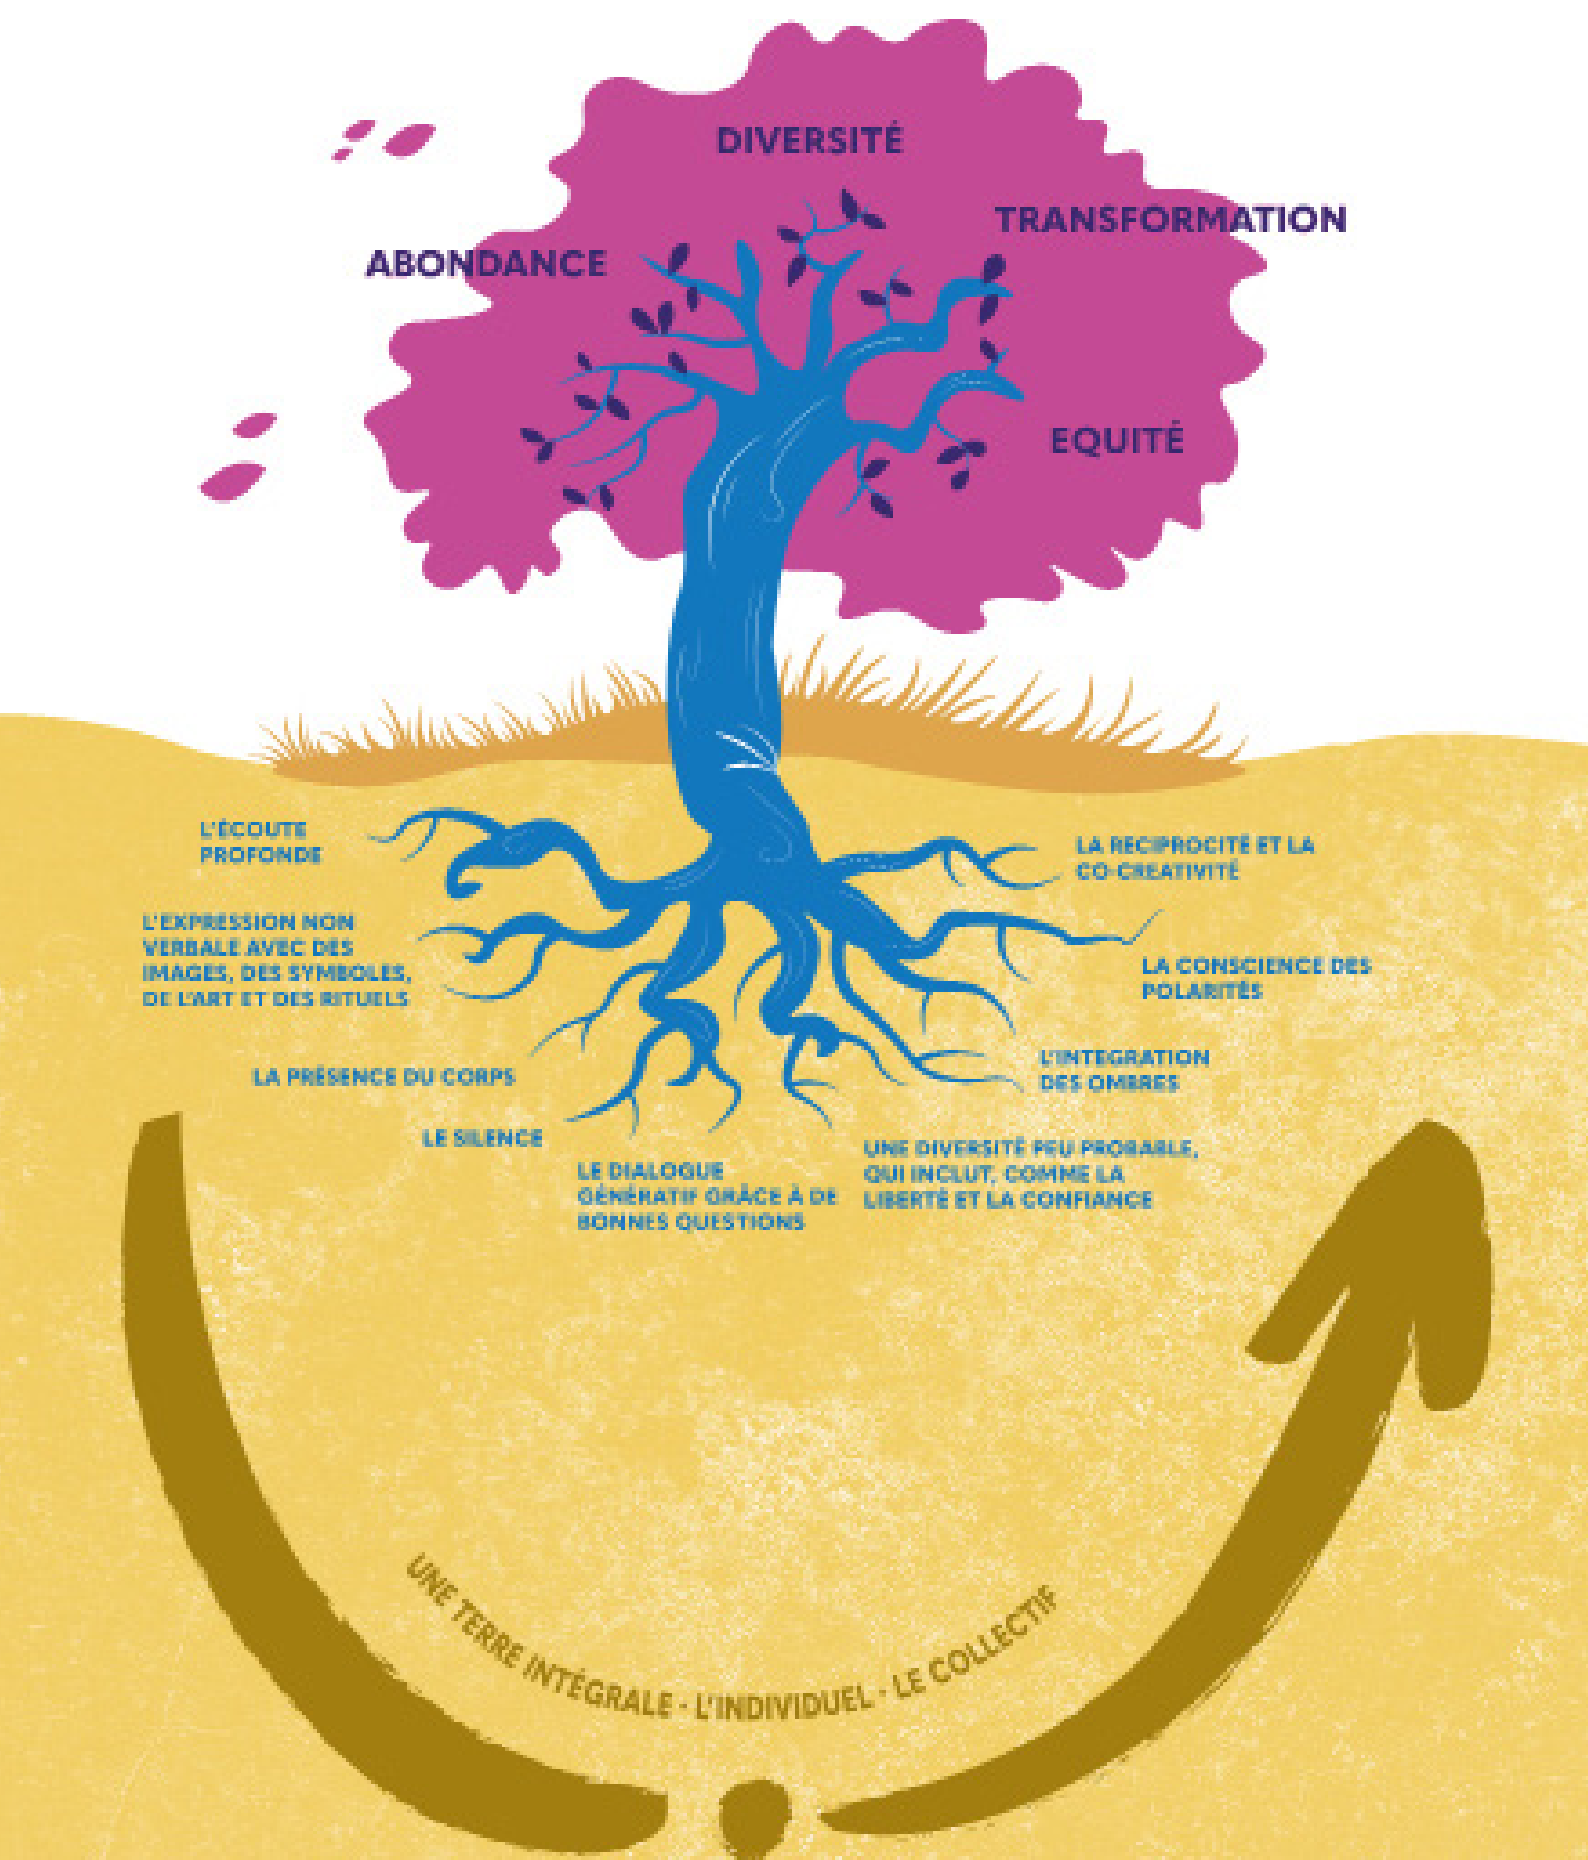 DIVERSITÉ
TRANSFORMATION
ABONDANCE
EQUITÉ
L'ÉCOUTE
PROFONDE
L'EXPRESSION NON
VERBALE AVEC DES
IMAGES, DES SYMBOLES,
DE L'ART ET DES RITUELS
LA PRÉSENCE DU CORPS
LE SILENCE
LE DIALOGUE
GÉNÉRATIF GRÂCE À DE
BONNES QUESTIONS
UNE DIVERSITÉ PEU PROBABLE,
QUI INCLUT, COMME LA
LIBERTÉ ET LA CONFIANCE
L'INTEGRATION
DES OMBRES
LA CONSCIENCE DES
POLARITÉS
LA RECIPROCITÉ ET LA
CO-CREATIVITÉ
UNE TERRE INTÉGRALE - L'INDIVIDUEL - LE COLLECTIF